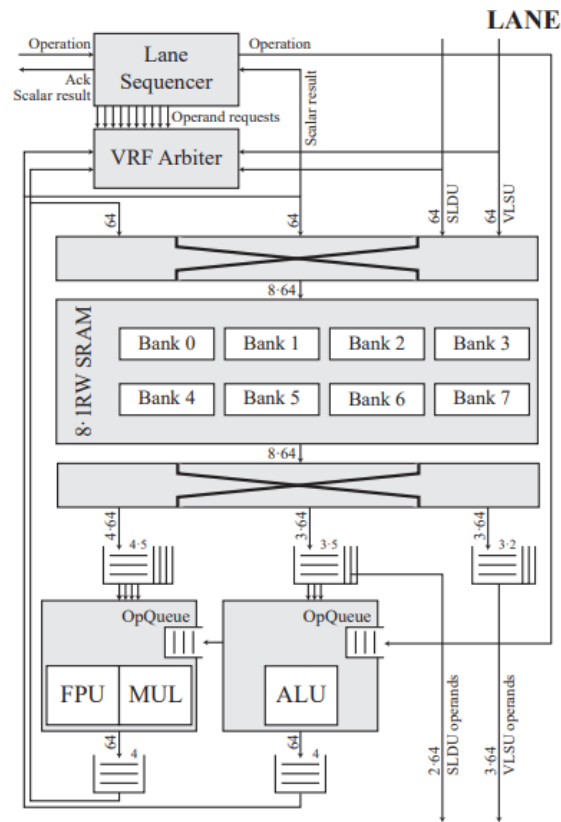 LANE
Operation
Lane
Sequencer
Operation
Ack
Scalar result
Operand requests
Scalar result
VRF Arbiter
64
64
64
SLDU
64
VLSU
8·64
8·1RW SRAM
Bank 0
Bank 1
Bank 2
Bank 3
Bank 4
Bank 5
Bank 6
Bank 7
8·64
4·64
3·64
3·64
4·5
3·5
3·2
OpQueue
OpQueue
FPU
MUL
ALU
64
4
64
4
2·64
SLDU operands
3·64
VLSU operands